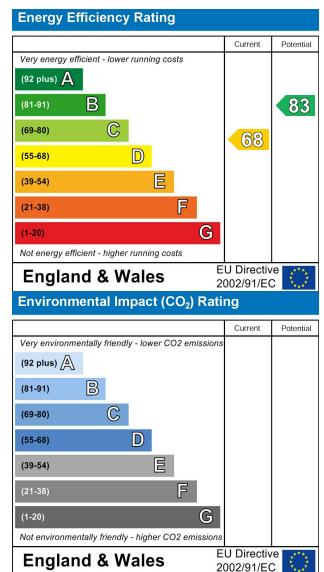 Energy Efficiency Rating
Current Potential
Very energy efficient - lower running costs
(92 plus) A
(81-91) B
(69-80) C
(55-68) D
(39-54) E
(21-38) F
(1-20) G
68
83
Not energy efficient - higher running costs
England & Wales
EU Directive
2002/91/EC
Environmental Impact (CO₂) Rating
Current Potential
Very environmentally friendly - lower CO2 emissions
(92 plus) A
(81-91) B
(69-80) C
(55-68) D
(39-54) E
(21-38) F
(1-20) G
Not environmentally friendly - higher CO2 emissions
England & Wales
EU Directive
2002/91/EC